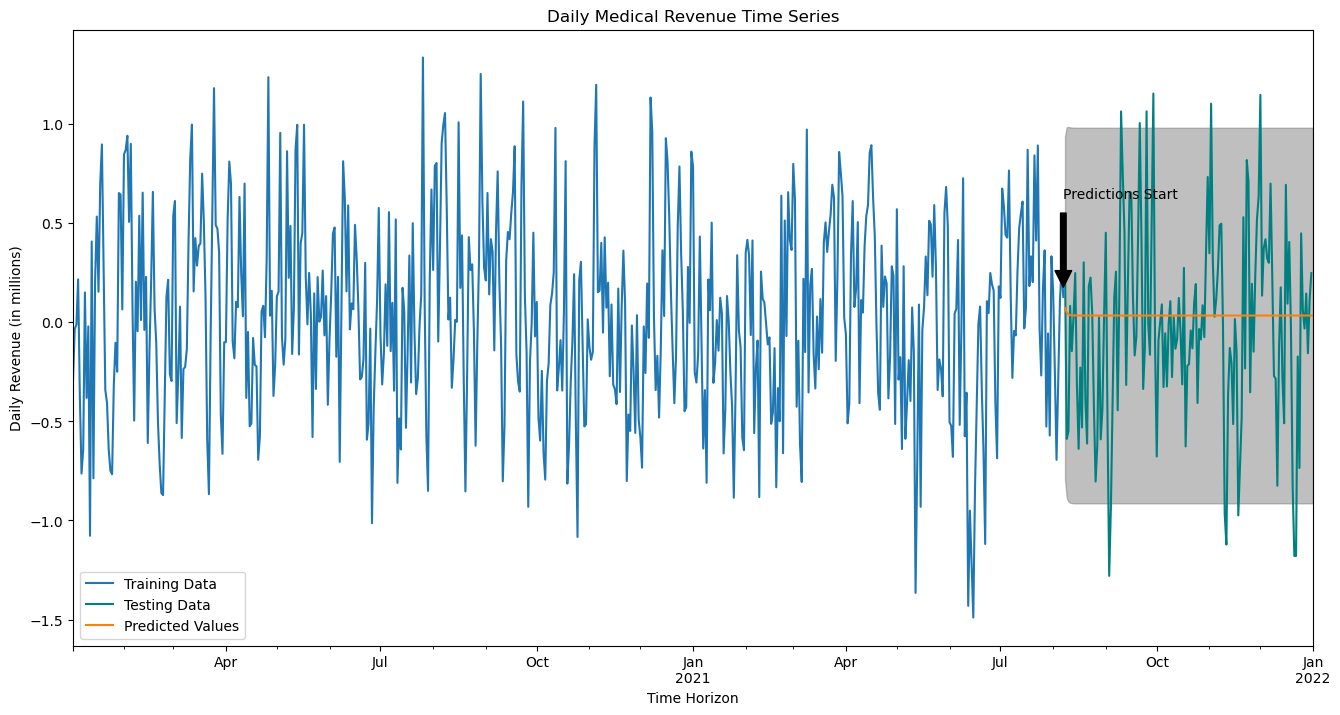 Daily Medical Revenue Time Series
Daily Revenue (in millions)
1.0
0.5
0.0
−0.5
−1.0
−1.5
Predictions Start
Training Data
Testing Data
Predicted Values
Apr
Jul
Oct
Jan
2021
Apr
Jul
Oct
Jan
2022
Time Horizon